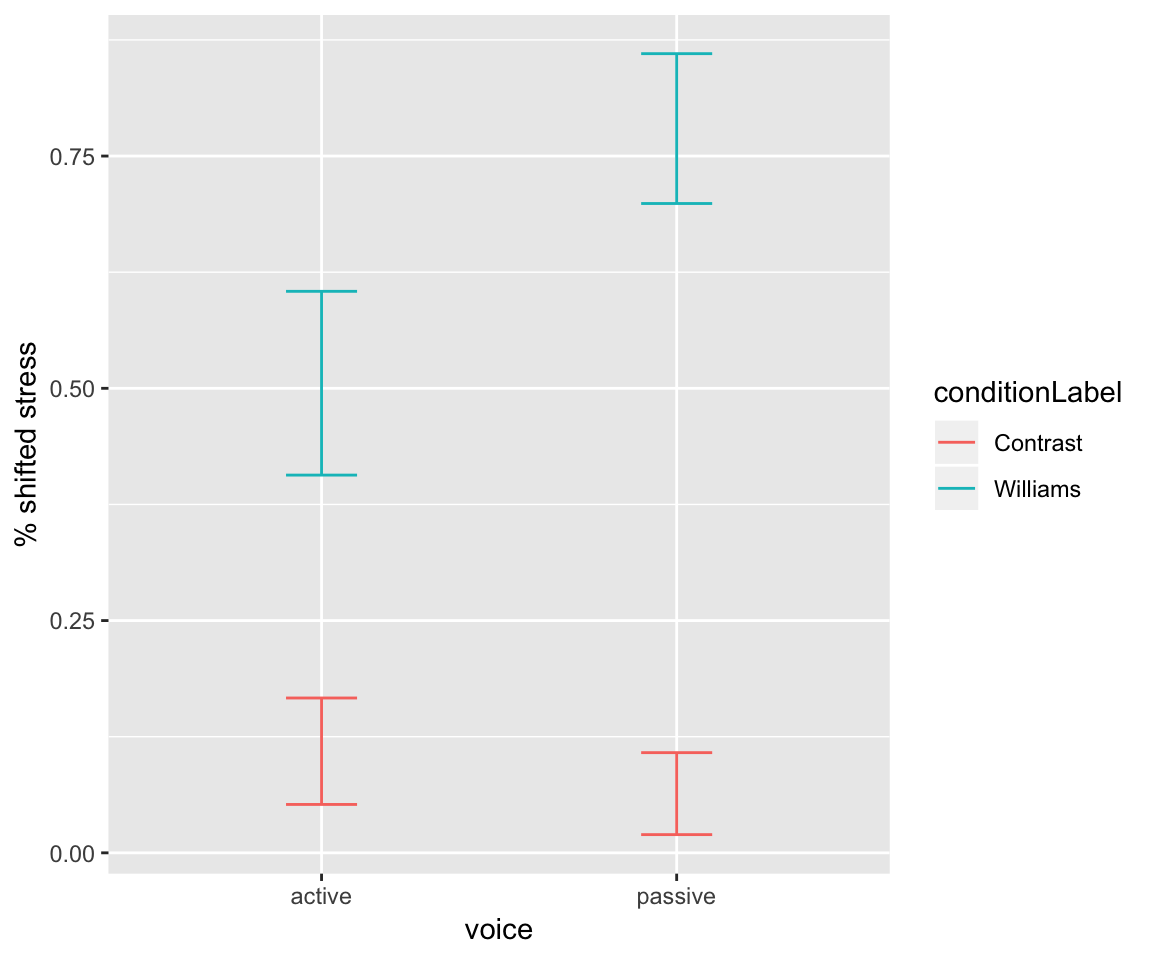 % shifted stress
0.75
0.50
0.25
0.00
active passive
voice
conditionLabel
Contrast
Williams